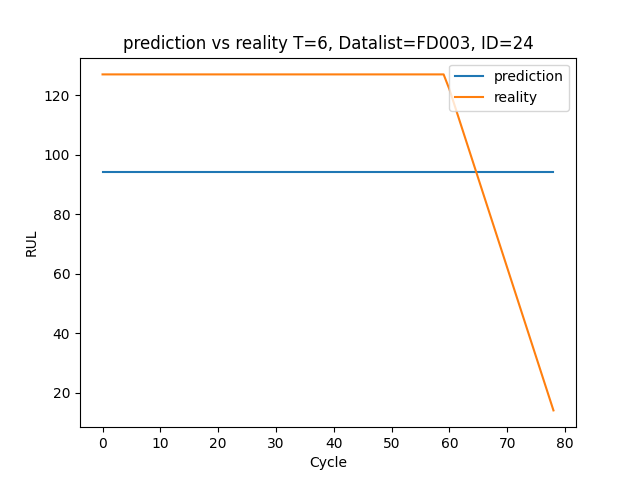 prediction vs reality T=6, Datalist=FD003, ID=24
prediction
reality
RUL
120
100
80
60
40
20
0 10 20 30 40 50 60 70 80
Cycle